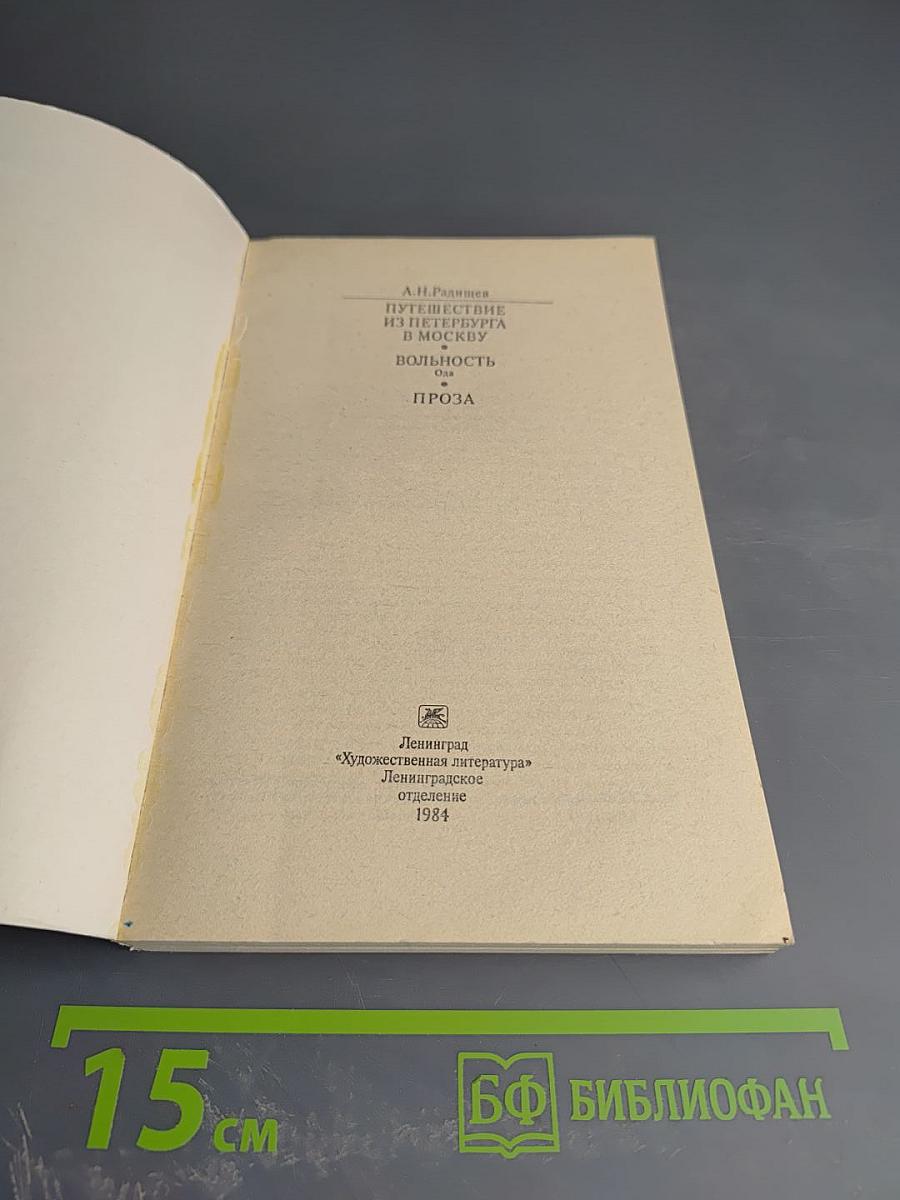 А.Н.Радищев
ПУТЕШЕСТВИЕ
ИЗ ПЕТЕРБУРГА
В МОСКВУ
•
ВОЛЬНОСТЬ
Ода
•
ПРОЗА
Ленинград
«Художественная литература»
Ленинградское
отделение
1984
15 см
БФ БИБЛИОФАН